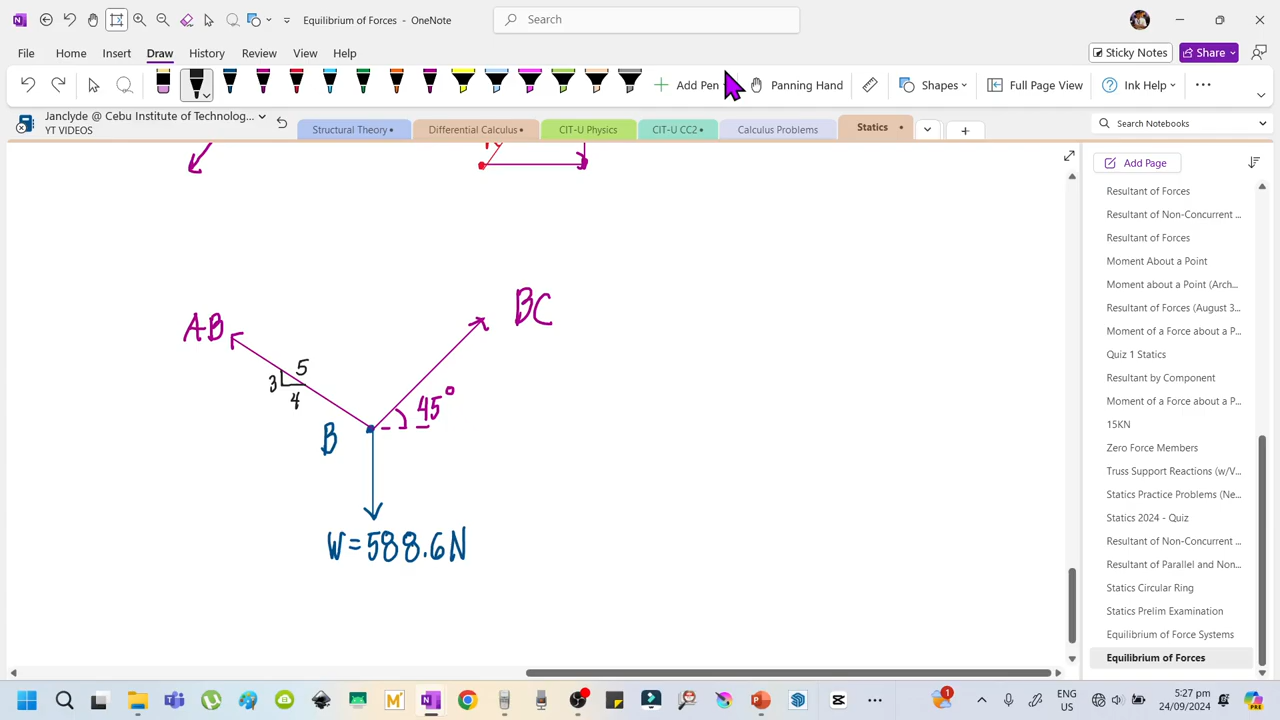 Equilibrium of Forces - OneNote
Search
File Home Insert Draw History Review View Help
Sticky Notes Share
Add Pen Panning Hand Shapes Full Page View Ink Help
Janclyde @ Cebu Institute of Technolog...
YT VIDEOS
Structural Theory Differential Calculus CIT-U Physics CIT-U CC2 Calculus Problems Statics
Search Notebooks
Add Page
Resultant of Forces
Resultant of Non-Concurrent ...
Resultant of Forces
Moment About a Point
Moment about a Point (Arch...
Resultant of Forces (August 3...
Moment of a Force about a P...
Quiz 1 Statics
Resultant by Component
Moment of a Force about a P...
15KN
Zero Force Members
Truss Support Reactions (w/V...
Statics Practice Problems (Ne...
Statics 2024 - Quiz
Resultant of Non-Concurrent ...
Resultant of Parallel and Non...
Statics Circular Ring
Statics Prelim Examination
Equilibrium of Force Systems
Equilibrium of Forces
BC
AB
5
3
4
45°
B
W=588.6N
ENG
US
5:27 pm
24/09/2024